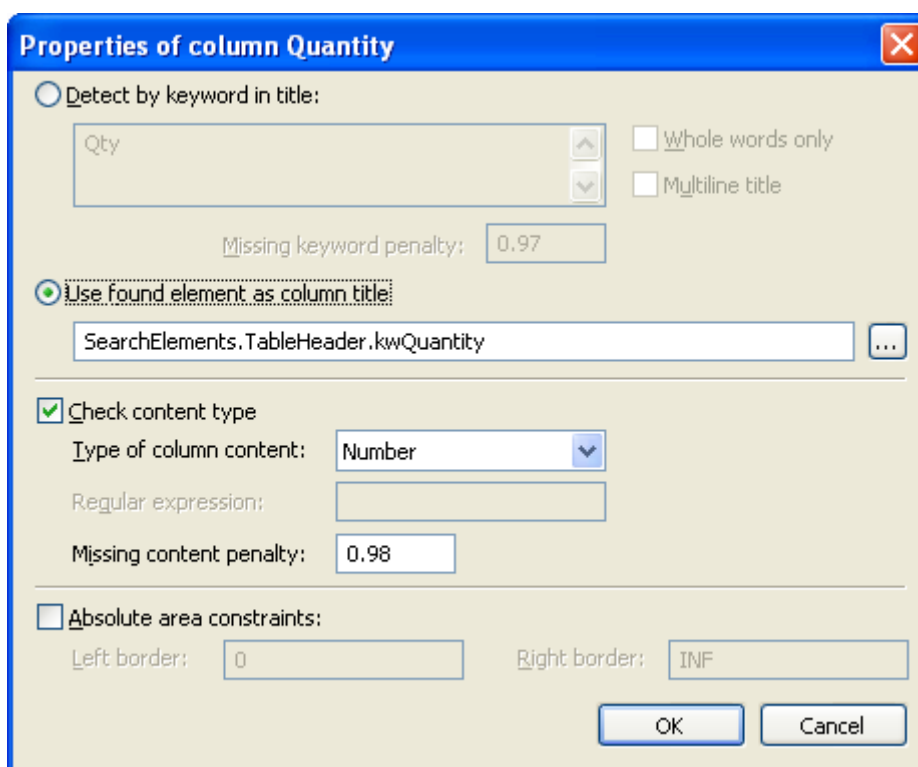 Properties of column Quantity
Detect by keyword in title:
Qty
Whole words only
Multiline title
Missing keyword penalty: 0.97
Use found element as column title
SearchElements.TableHeader.kwQuantity ...
Check content type
Type of column content: Number
Regular expression:
Missing content penalty: 0.98
Absolute area constraints:
Left border: 0 Right border: INF
OK Cancel